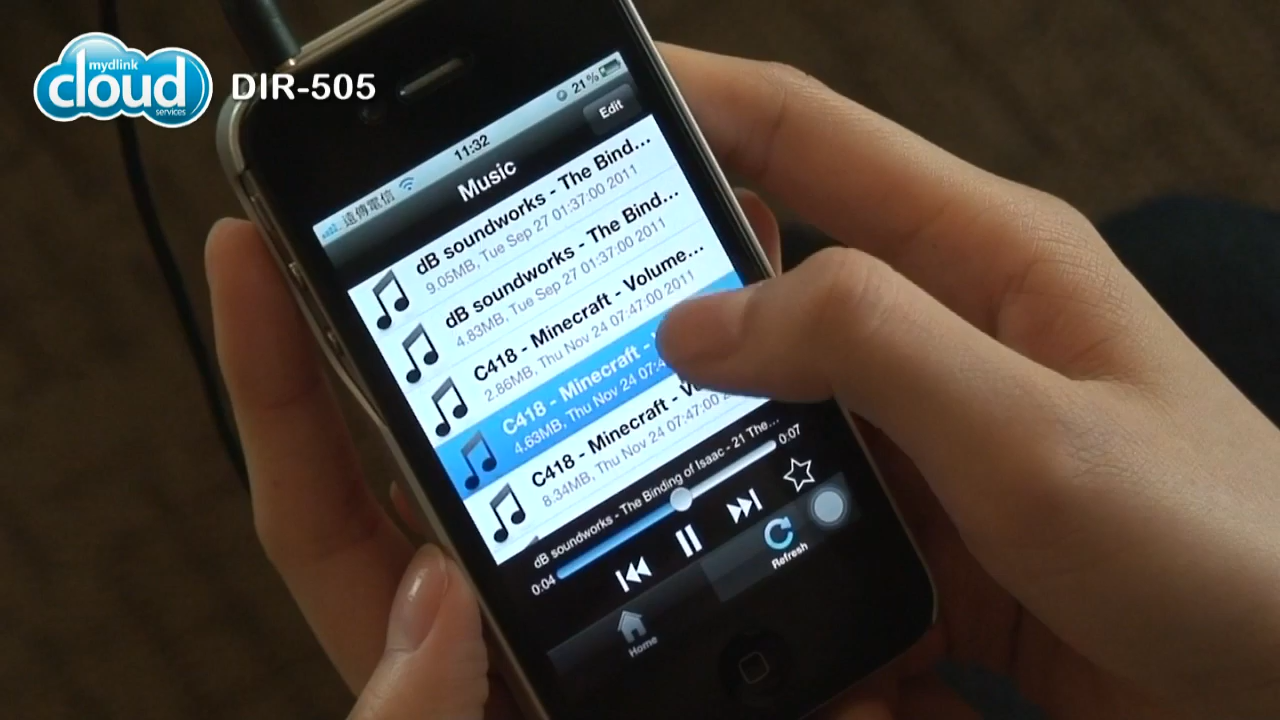 mydlink
cloud
services
DIR-505
遠傳電信
11:32
21%
Music
Edit
dB soundworks - The Bind...
9.05MB, Tue Sep 27 01:37:00 2011
dB soundworks - The Bind...
4.83MB, Tue Sep 27 01:37:00 2011
C418 - Minecraft - Volume...
2.86MB, Thu Nov 24 07:47:00 2011
C418 - Minecraft -
4.63MB, Thu Nov 24
C418 - Minecraft -
8.34MB, Thu Nov 24 07:47:00
dB soundworks - The Binding of Isaac - 21 The...
0:04
0:07
Home
Refresh